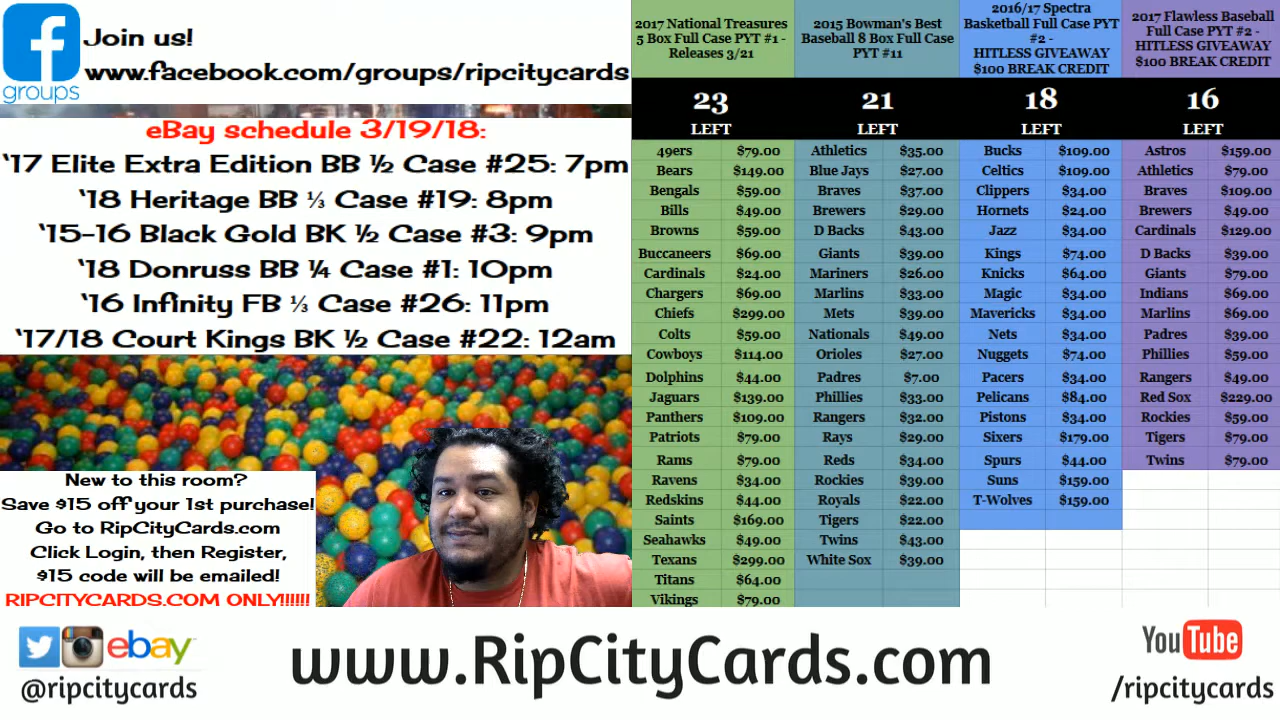 f
groups
Join us!
www.facebook.com/groups/ripcitycards
eBay schedule 3/19/18:
'17 Elite Extra Edition BB ½ Case #25: 7pm
'18 Heritage BB ⅓ Case #19: 8pm
'15-16 Black Gold BK ½ Case #3: 9pm
'18 Donruss BB ¼ Case #1: 10pm
'16 Infinity FB ⅓ Case #26: 11pm
'17/18 Court Kings BK ½ Case #22: 12am
New to this room?
Save $15 off your 1st purchase!
Go to RipCityCards.com
Click Login, then Register,
$15 code will be emailed!
RIPCITYCARDS.COM ONLY!!!!!!
2017 National Treasures
5 Box Full Case PYT #1 -
Releases 3/21
23
LEFT
49ers $79.00
Bears $149.00
Bengals $59.00
Bills $49.00
Browns $59.00
Buccaneers $69.00
Cardinals $24.00
Chargers $69.00
Chiefs $299.00
Colts $59.00
Cowboys $114.00
Dolphins $44.00
Jaguars $139.00
Panthers $109.00
Patriots $79.00
Rams $79.00
Ravens $34.00
Redskins $44.00
Saints $169.00
Seahawks $49.00
Texans $299.00
Titans $64.00
Vikings $79.00
2015 Bowman's Best
Baseball 8 Box Full Case
PYT #11
21
LEFT
Athletics $35.00
Blue Jays $27.00
Braves $37.00
Brewers $29.00
D Backs $43.00
Giants $39.00
Mariners $26.00
Marlins $33.00
Mets $39.00
Nationals $49.00
Orioles $27.00
Padres $7.00
Phillies $33.00
Rangers $32.00
Rays $29.00
Reds $34.00
Rockies $39.00
Royals $22.00
Tigers $22.00
Twins $43.00
White Sox $39.00
2016/17 Spectra
Basketball Full Case PYT
#2 -
HITLESS GIVEAWAY
$100 BREAK CREDIT
18
LEFT
Bucks $109.00
Celtics $109.00
Clippers $34.00
Hornets $24.00
Jazz $34.00
Kings $74.00
Knicks $64.00
Magic $34.00
Mavericks $34.00
Nets $34.00
Nuggets $74.00
Pacers $34.00
Pelicans $84.00
Pistons $34.00
Sixers $179.00
Spurs $44.00
Suns $159.00
T-Wolves $159.00
2017 Flawless Baseball
Full Case PYT #2 -
HITLESS GIVEAWAY
$100 BREAK CREDIT
16
LEFT
Astros $159.00
Athletics $79.00
Braves $109.00
Brewers $49.00
Cardinals $129.00
D Backs $39.00
Giants $79.00
Indians $69.00
Marlins $69.00
Padres $39.00
Phillies $59.00
Rangers $49.00
Red Sox $229.00
Rockies $59.00
Tigers $79.00
Twins $79.00
ebay
@ripcitycards
www.RipCityCards.com
YouTube
/ripcitycards